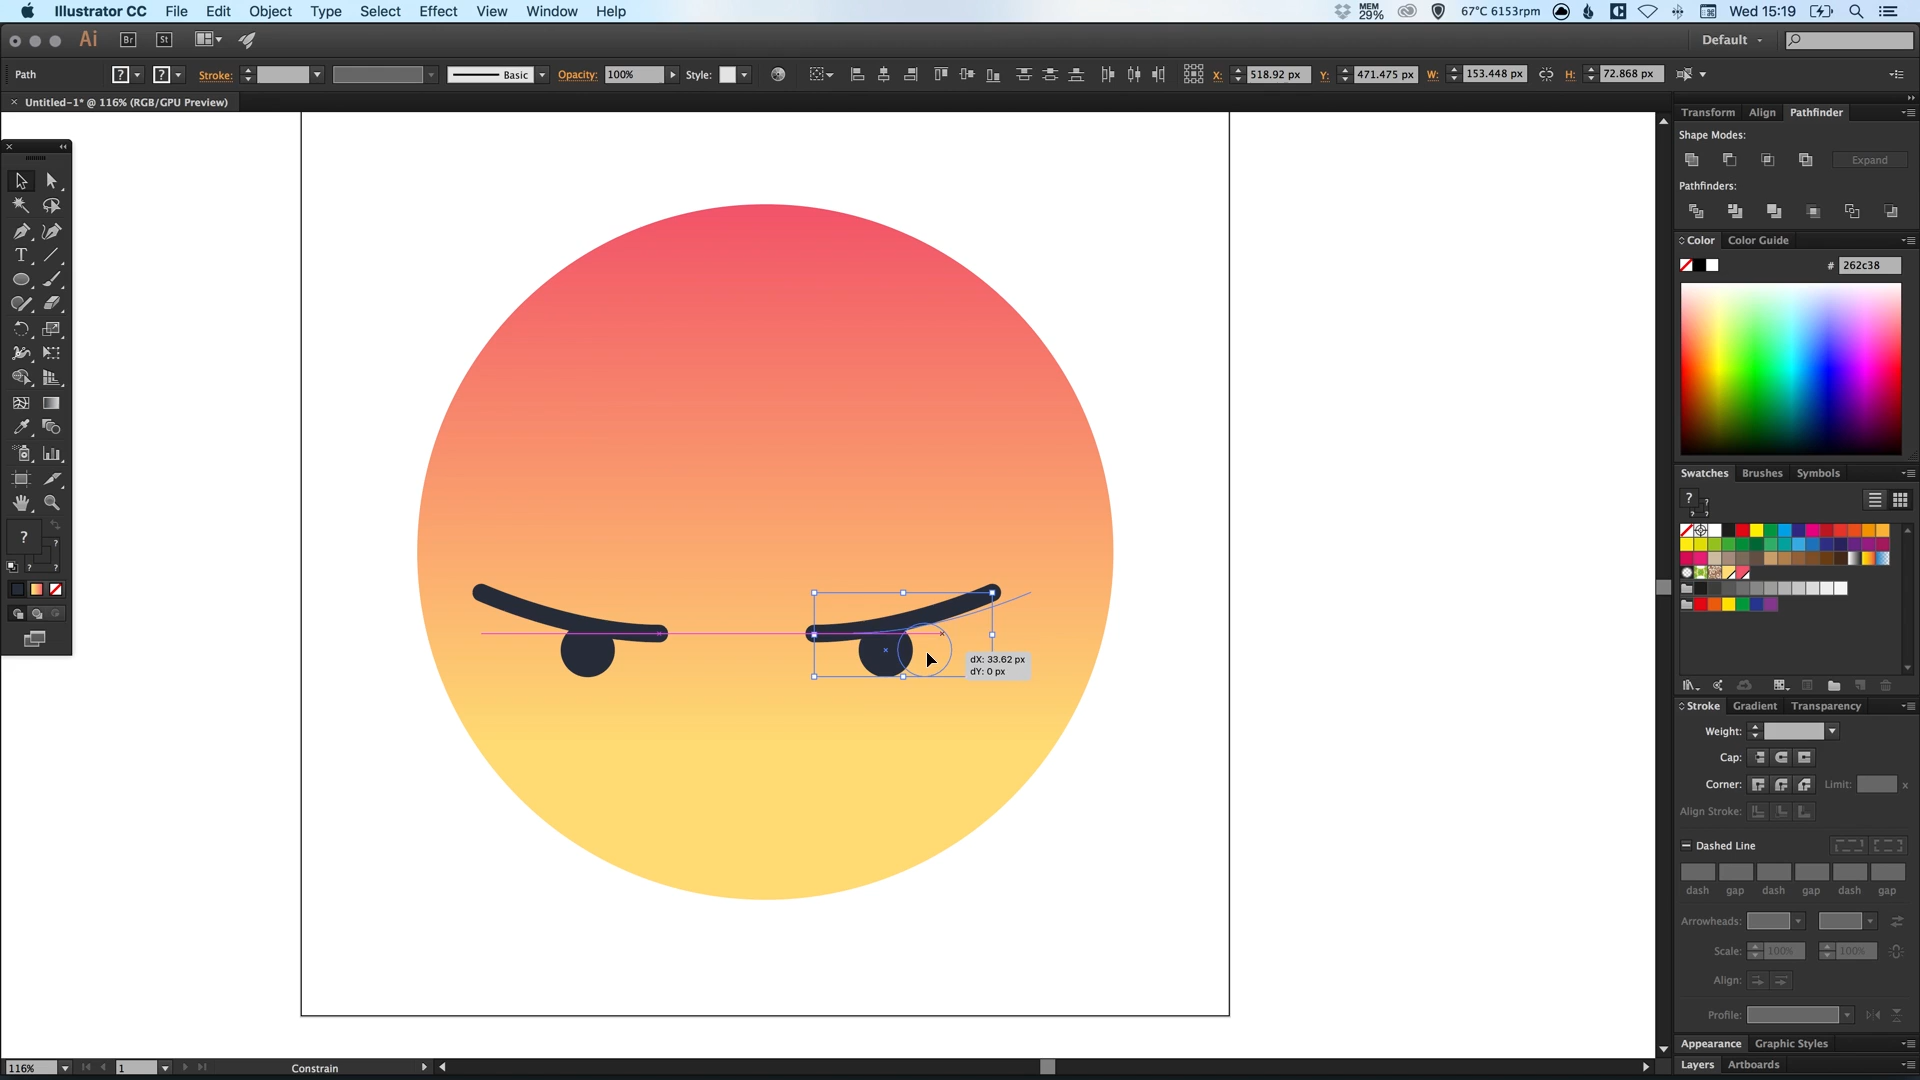 Illustrator CC File Edit Object Type Select Effect View Window Help MEM 29% 67°C 6153rpm Wed 15:19
Ai Br St Default
Path ? ? Stroke: Basic Opacity: 100% Style: X: 518.92 px Y: 471.475 px W: 153.448 px H: 72.868 px
× Untitled-1* @ 116% (RGB/GPU Preview)
Transform Align Pathfinder
Shape Modes:
Expand
Pathfinders:
Color Color Guide
# 262c38
Swatches Brushes Symbols
dX: 33.62 px
dY: 0 px
Stroke Gradient Transparency
Weight:
Cap:
Corner: Limit: x
Align Stroke:
Dashed Line
dash gap dash gap dash gap
Arrowheads:
Scale: 100% 100%
Align:
Profile:
Appearance Graphic Styles
Layers Artboards
116% 1 Constrain